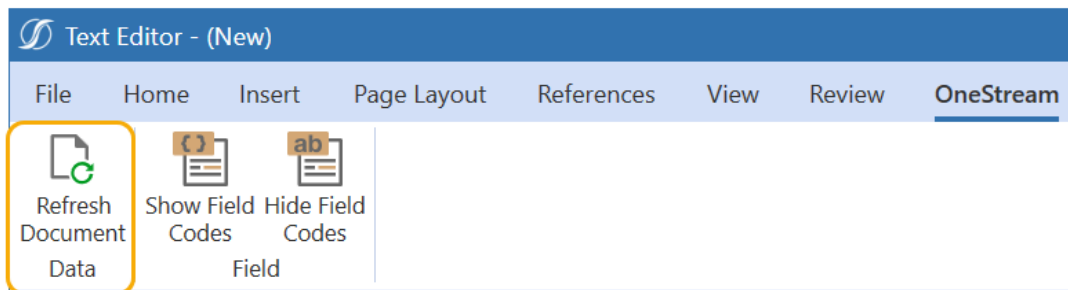 Text Editor - (New)
File Home Insert Page Layout References View Review OneStream
{ } ab
Refresh Show Field Hide Field
Document Codes Codes
Data Field